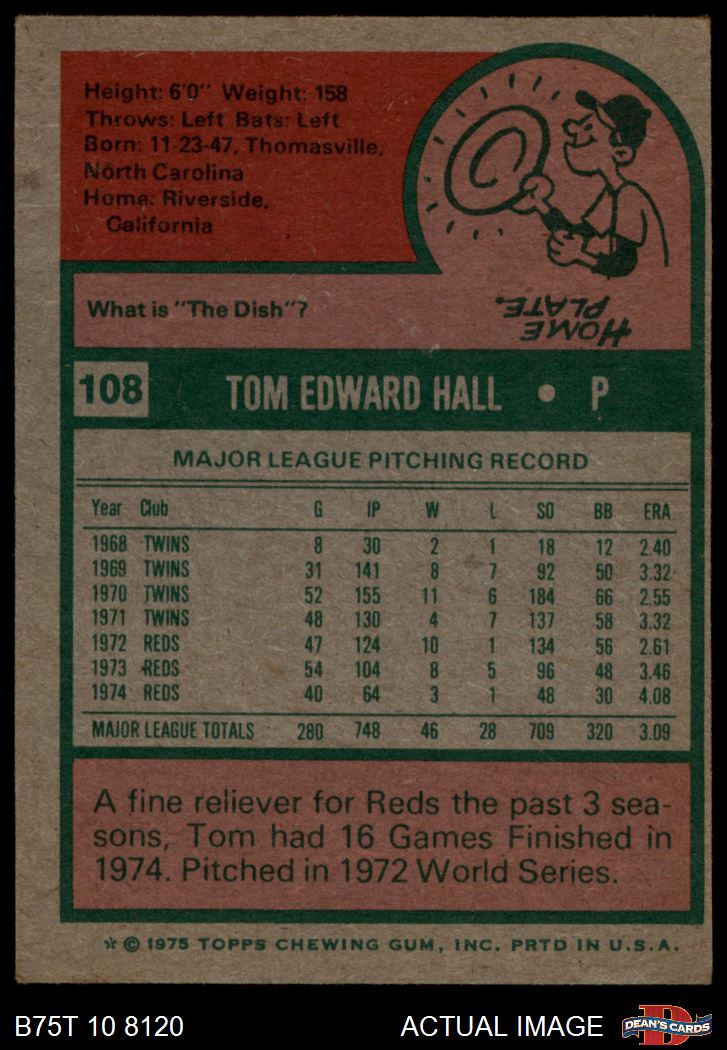 Height: 6'0" Weight: 158
Throws: Left Bats: Left
Born: 11-23-47, Thomasville,
North Carolina
Home: Riverside,
California
What is "The Dish"?
HOME
PLATE.
108 TOM EDWARD HALL • P
MAJOR LEAGUE PITCHING RECORD
Year Club G IP W L SO BB ERA
1968 TWINS 8 30 2 1 18 12 2.40
1969 TWINS 31 141 8 7 92 50 3.32
1970 TWINS 52 155 11 6 184 66 2.55
1971 TWINS 48 130 4 7 137 58 3.32
1972 REDS 47 124 10 1 134 56 2.61
1973 REDS 54 104 8 5 96 48 3.46
1974 REDS 40 64 3 1 48 30 4.08
MAJOR LEAGUE TOTALS 280 748 46 28 709 320 3.09
A fine reliever for Reds the past 3 sea-
sons, Tom had 16 Games Finished in
1974. Pitched in 1972 World Series.
☆ © 1975 TOPPS CHEWING GUM, INC. PRTD IN U.S.A.
B75T 10 8120 ACTUAL IMAGE D DEAN'S CARDS